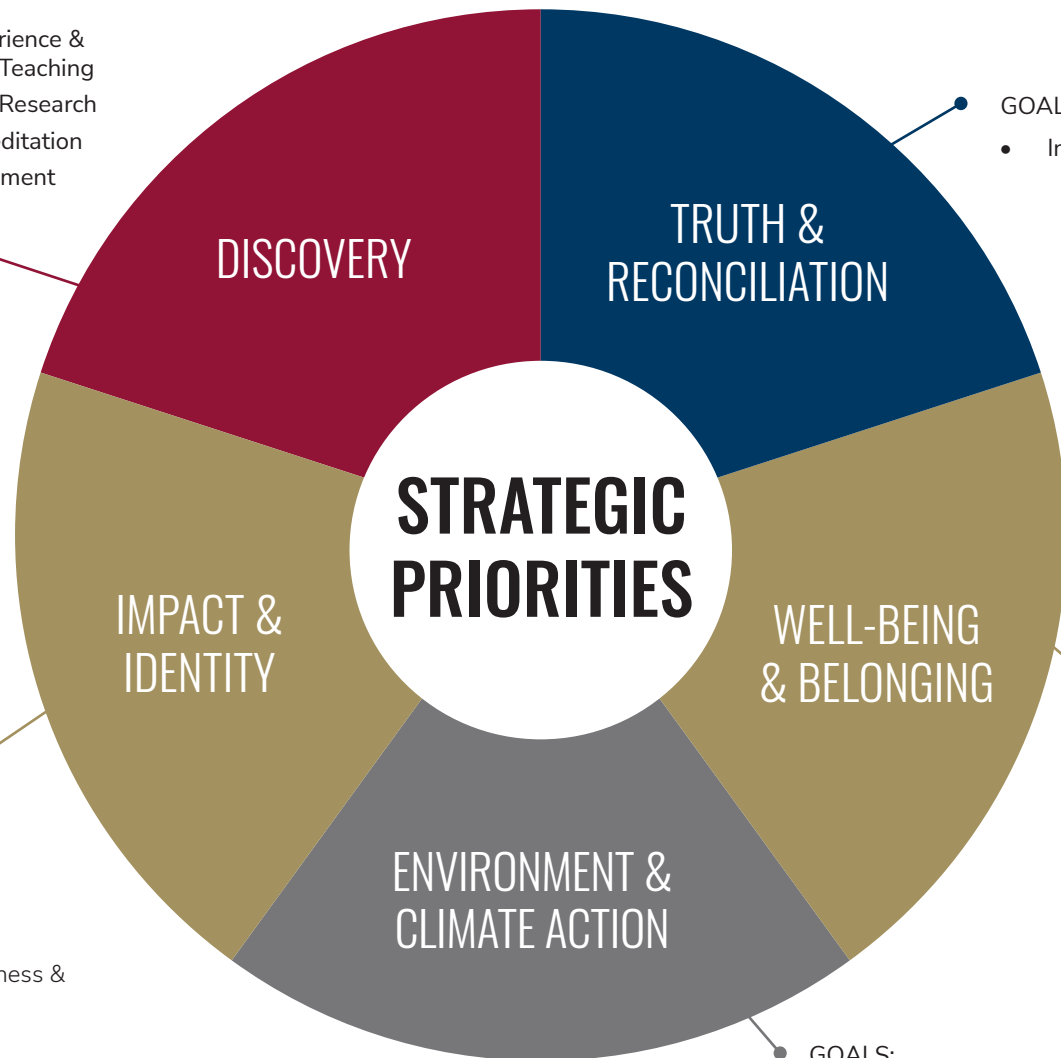 rience &
Teaching
Research
ditation
ment
GOAL
• In
DISCOVERY
TRUTH &
RECONCILIATION
STRATEGIC
PRIORITIES
IMPACT &
IDENTITY
WELL-BEING
& BELONGING
ENVIRONMENT &
CLIMATE ACTION
ness &
GOALS: